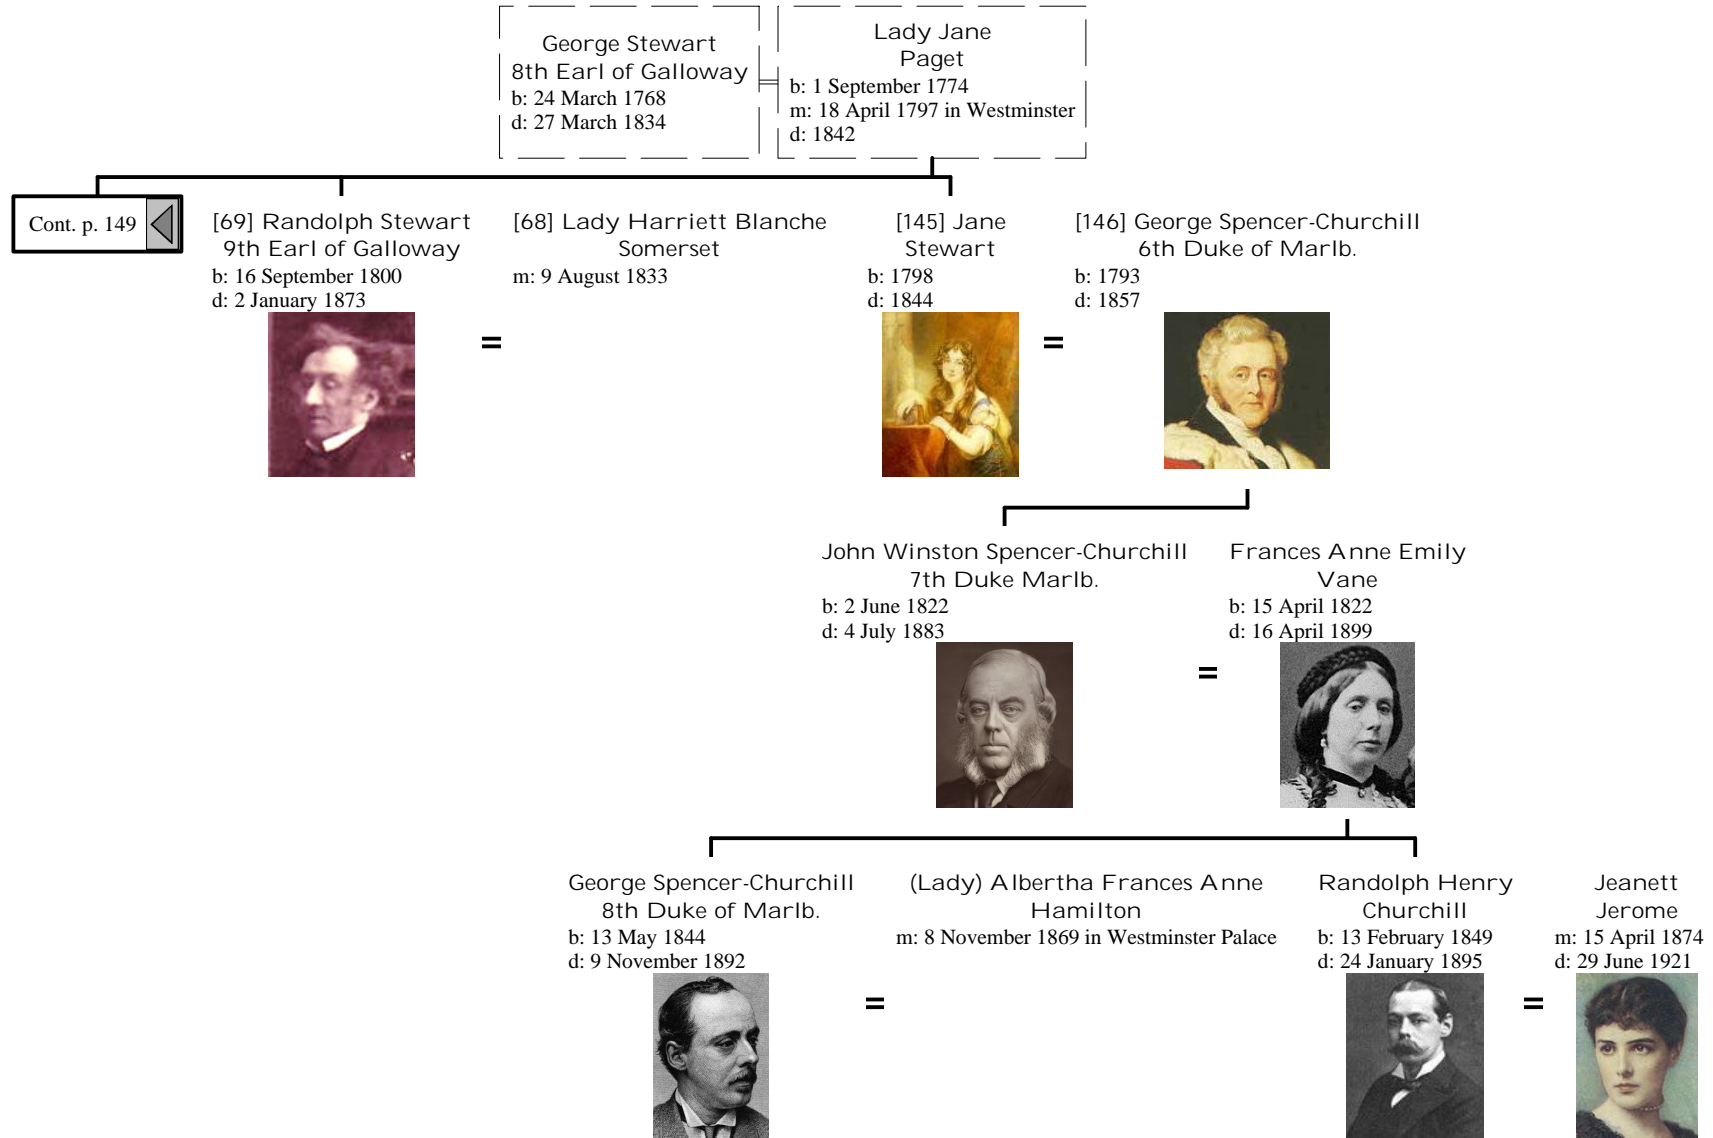 George Stewart
8th Earl of Galloway
b: 24 March 1768
d: 27 March 1834
Lady Jane
Paget
b: 1 September 1774
m: 18 April 1797 in Westminster
d: 1842
Cont. p. 149
[69] Randolph Stewart
9th Earl of Galloway
b: 16 September 1800
d: 2 January 1873
=
[68] Lady Harriett Blanche
Somerset
m: 9 August 1833
[145] Jane
Stewart
b: 1798
d: 1844
=
[146] George Spencer-Churchill
6th Duke of Marlb.
b: 1793
d: 1857
John Winston Spencer-Churchill
7th Duke Marlb.
b: 2 June 1822
d: 4 July 1883
=
Frances Anne Emily
Vane
b: 15 April 1822
d: 16 April 1899
George Spencer-Churchill
8th Duke of Marlb.
b: 13 May 1844
d: 9 November 1892
=
(Lady) Albertha Frances Anne
Hamilton
m: 8 November 1869 in Westminster Palace
Randolph Henry
Churchill
b: 13 February 1849
d: 24 January 1895
=
Jeanett
Jerome
m: 15 April 1874
d: 29 June 1921